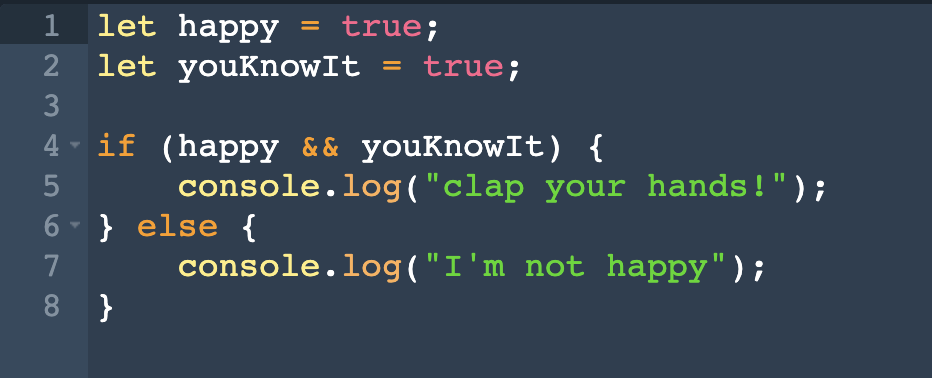 1 let happy = true;
2 let youKnowIt = true;
3
4 if (happy && youKnowIt) {
5     console.log("clap your hands!");
6 } else {
7     console.log("I'm not happy");
8 }